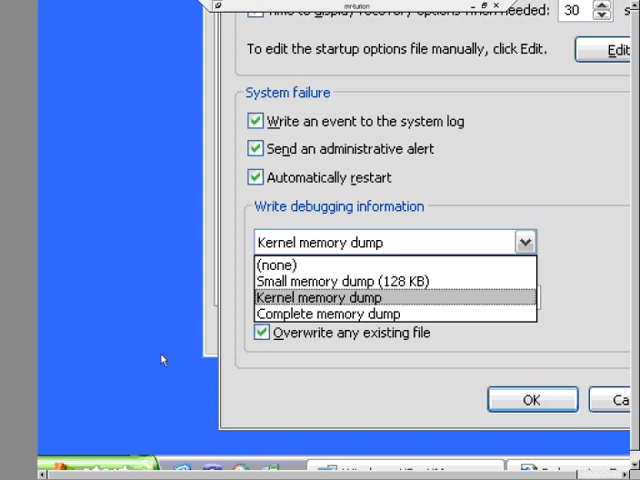 mrturion
Time to display recovery options when needed: 30 s
To edit the startup options file manually, click Edit. Edit
System failure
Write an event to the system log
Send an administrative alert
Automatically restart
Write debugging information
Kernel memory dump
(none)
Small memory dump (128 KB)
Kernel memory dump
Complete memory dump
Overwrite any existing file
OK Ca